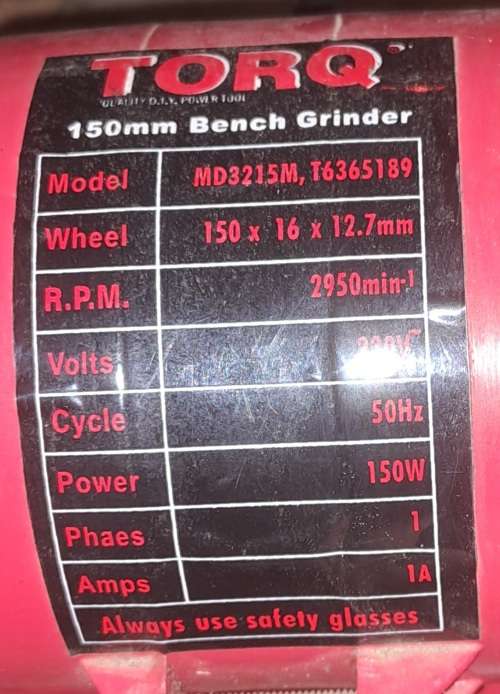 TORQ
QUALITY D.I.Y. POWER TOOL
150mm Bench Grinder
Model MD3215M, T6365189
Wheel 150 x 16 x 12.7mm
R.P.M. 2950min-1
Volts
Cycle 50Hz
Power 150W
Phaes 1
Amps 1A
Always use safety glasses